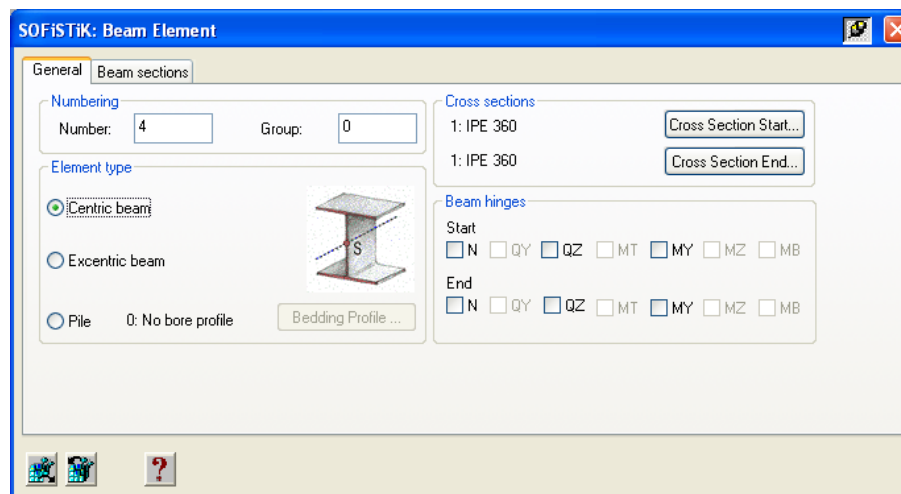 SOFiSTiK: Beam Element
General Beam sections
Numbering
Number: 4 Group: 0
Element type
Centric beam
S
Excentric beam
Pile 0: No bore profile Bedding Profile ...
Cross sections
1: IPE 360 Cross Section Start...
1: IPE 360 Cross Section End...
Beam hinges
Start
N QY QZ MT MY MZ MB
End
N QY QZ MT MY MZ MB
?